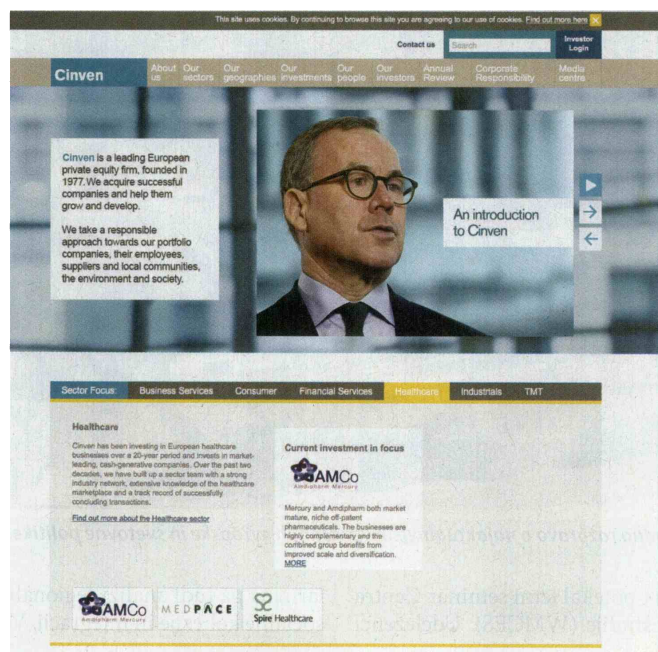 This site uses cookies. By continuing to browse this site you are agreeing to our use of cookies. Find out more here
Contact us
Search
Investor
Login
Cinven
About us
Our sectors
Our geographies
Our investments
Our people
Our investors
Annual Review
Corporate Responsibility
Media centre
Cinven is a leading European
private equity firm, founded in
1977. We acquire successful
companies and help them
grow and develop.
We take a responsible
approach towards our portfolio
companies, their employees,
suppliers and local communities,
the environment and society.
An introduction
to Cinven
Sector Focus: Business Services Consumer Financial Services Healthcare Industrials TMT
Healthcare
Cinven has been investing in European healthcare
businesses over a 20-year period and invests in market-
leading, cash-generative companies. Over the past two
decades, we have built up a sector team with a strong
industry network, extensive knowledge of the healthcare
marketplace and a track record of successfully
concluding transactions.
Find out more about the Healthcare sector
Current investment in focus
AMCo
Amdipharm Mercury
Mercury and Amdipharm both market
mature, niche off-patent
pharmaceuticals. The businesses are
highly complementary and the
combined group benefits from
improved scale and diversification.
MORE
AMCo
Amdipharm Mercury
MEDPACE
Spire Healthcare